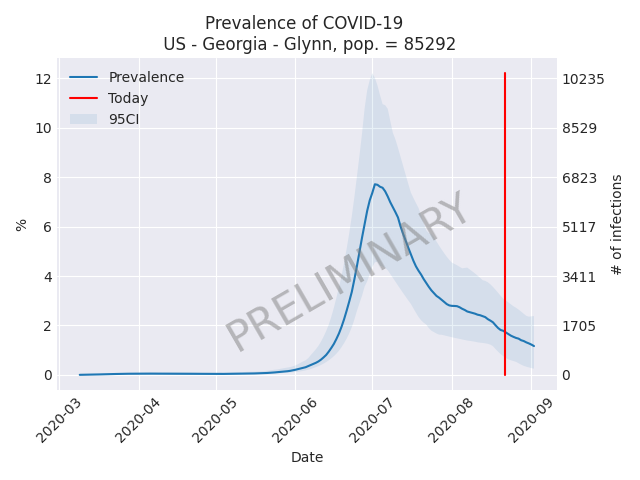 Prevalence of COVID-19
US - Georgia - Glynn, pop. = 85292
Prevalence
Today
95CI
12
10
8
6
4
2
0
%
10235
8529
6823
5117
3411
1705
0
# of infections
PRELIMINARY
2020-03
2020-04
2020-05
2020-06
2020-07
2020-08
2020-09
Date